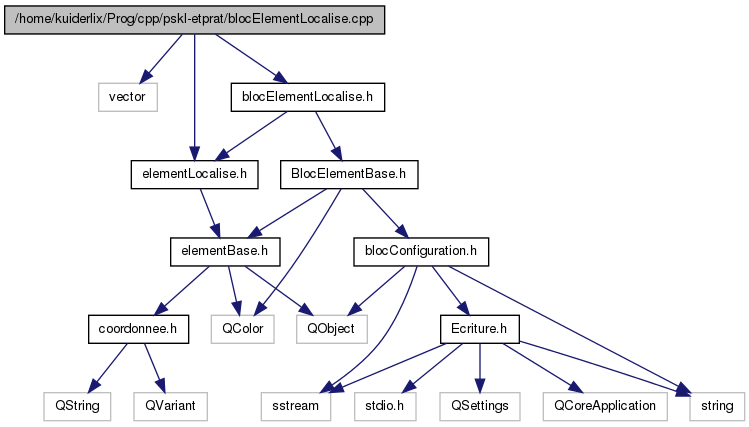 /home/kuiderlix/Prog/cpp/pskl-etprat/blocElementLocalise.cpp
vector
blocElementLocalise.h
elementLocalise.h
BlocElementBase.h
elementBase.h
blocConfiguration.h
coordonnee.h
QColor
QObject
Ecriture.h
QString
QVariant
sstream
stdio.h
QSettings
QCoreApplication
string